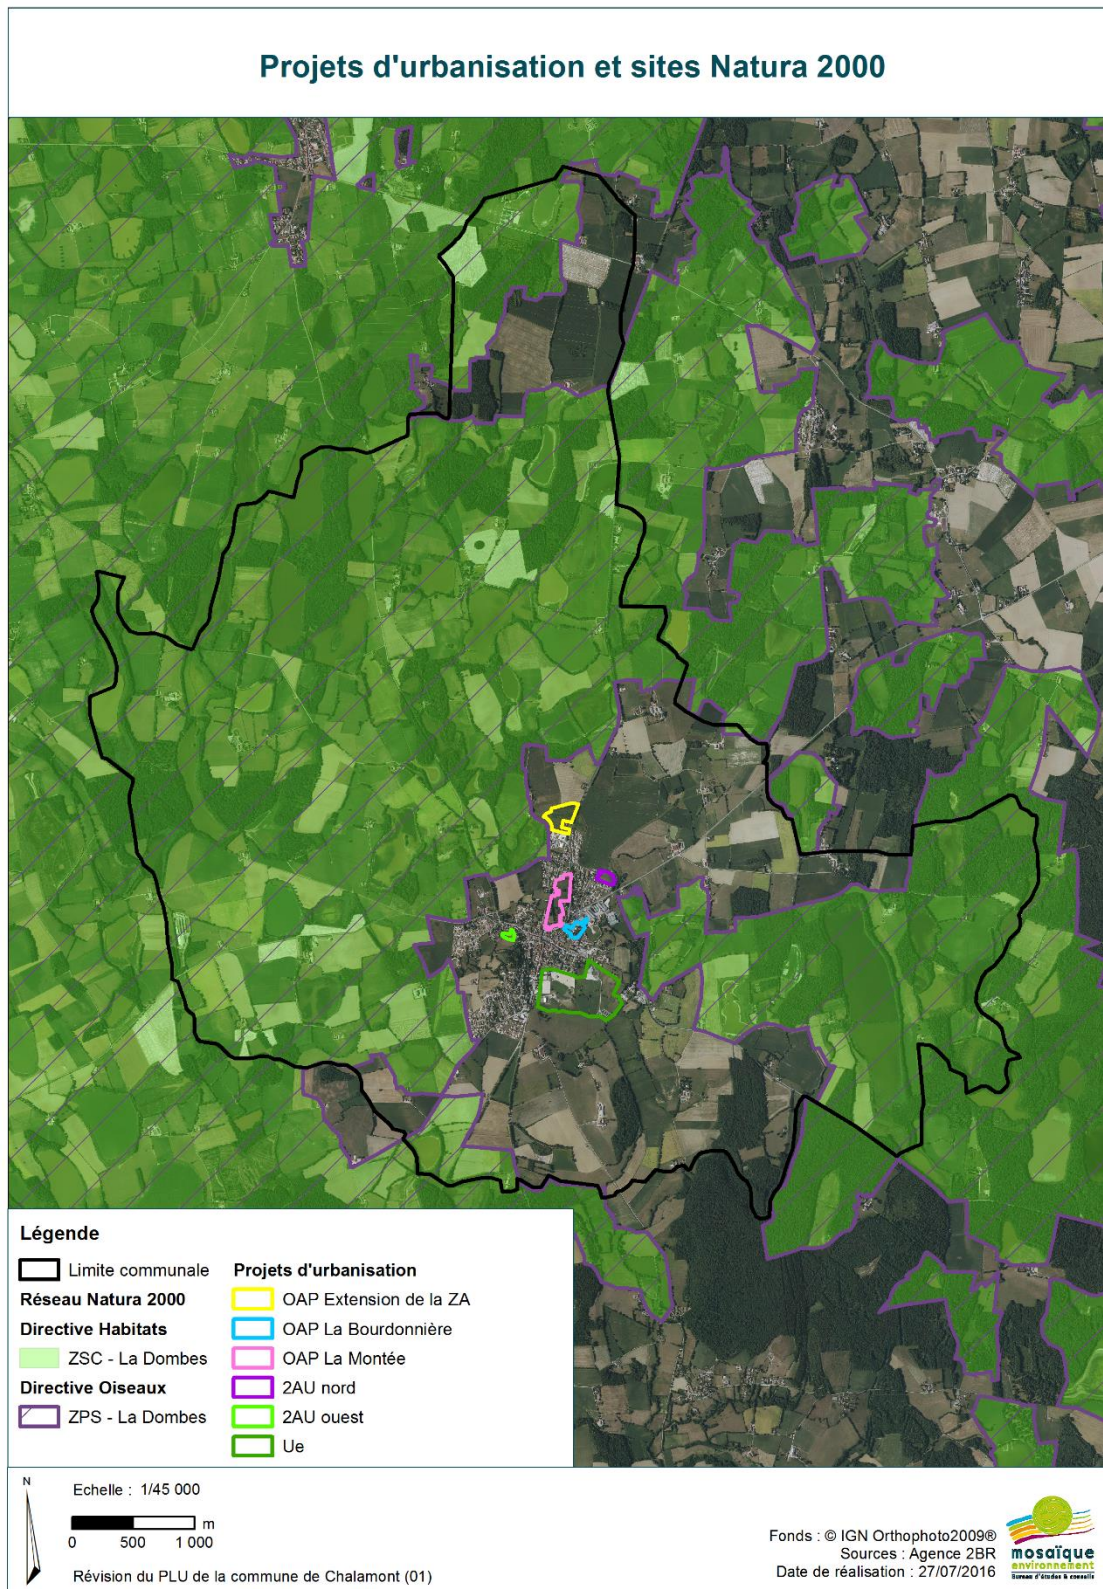 Projets d'urbanisation et sites Natura 2000
Légende
Limite communale
Réseau Natura 2000
Directive Habitats
ZSC - La Dombes
Directive Oiseaux
ZPS - La Dombes
Projets d'urbanisation
OAP Extension de la ZA
OAP La Bourdonnière
OAP La Montée
2AU nord
2AU ouest
Ue
N
Echelle : 1/45 000
m
0 500 1 000
Révision du PLU de la commune de Chalamont (01)
Fonds : © IGN Orthophoto2009®
Sources : Agence 2BR
Date de réalisation : 27/07/2016
mosaïque
environnement
Bureau d'études & conseils